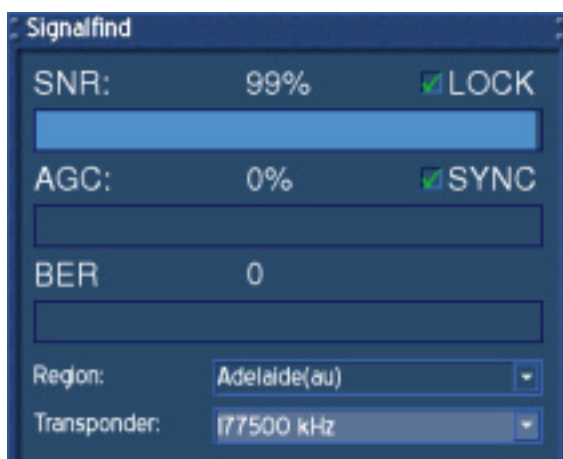 Signalfind
SNR: 99% LOCK
AGC: 0% SYNC
BER 0
Region: Adelaide(au)
Transponder: 177500 kHz